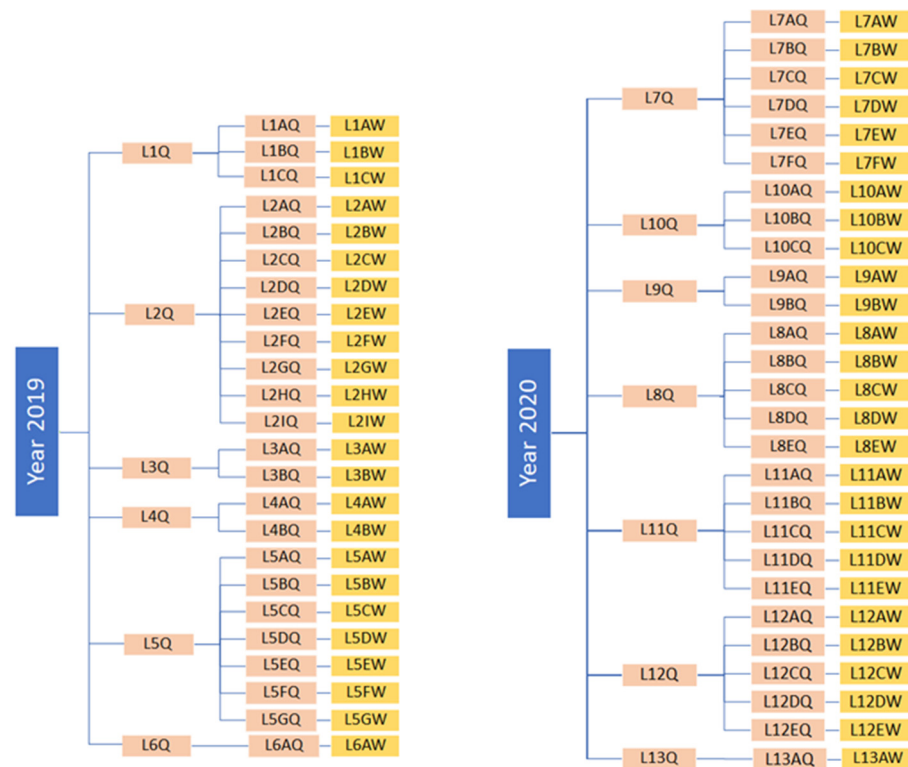 Year 2019
L1Q
L1AQ L1AW
L1BQ L1BW
L1CQ L1CW
L2Q
L2AQ L2AW
L2BQ L2BW
L2CQ L2CW
L2DQ L2DW
L2EQ L2EW
L2FQ L2FW
L2GQ L2GW
L2HQ L2HW
L2IQ L2IW
L3Q
L3AQ L3AW
L3BQ L3BW
L4Q
L4AQ L4AW
L4BQ L4BW
L5Q
L5AQ L5AW
L5BQ L5BW
L5CQ L5CW
L5DQ L5DW
L5EQ L5EW
L5FQ L5FW
L5GQ L5GW
L6Q L6AQ L6AW
Year 2020
L7Q
L7AQ L7AW
L7BQ L7BW
L7CQ L7CW
L7DQ L7DW
L7EQ L7EW
L7FQ L7FW
L10Q
L10AQ L10AW
L10BQ L10BW
L10CQ L10CW
L9Q
L9AQ L9AW
L9BQ L9BW
L8Q
L8AQ L8AW
L8BQ L8BW
L8CQ L8CW
L8DQ L8DW
L8EQ L8EW
L11Q
L11AQ L11AW
L11BQ L11BW
L11CQ L11CW
L11DQ L11DW
L11EQ L11EW
L12Q
L12AQ L12AW
L12BQ L12BW
L12CQ L12CW
L12DQ L12DW
L12EQ L12EW
L13Q L13AQ L13AW